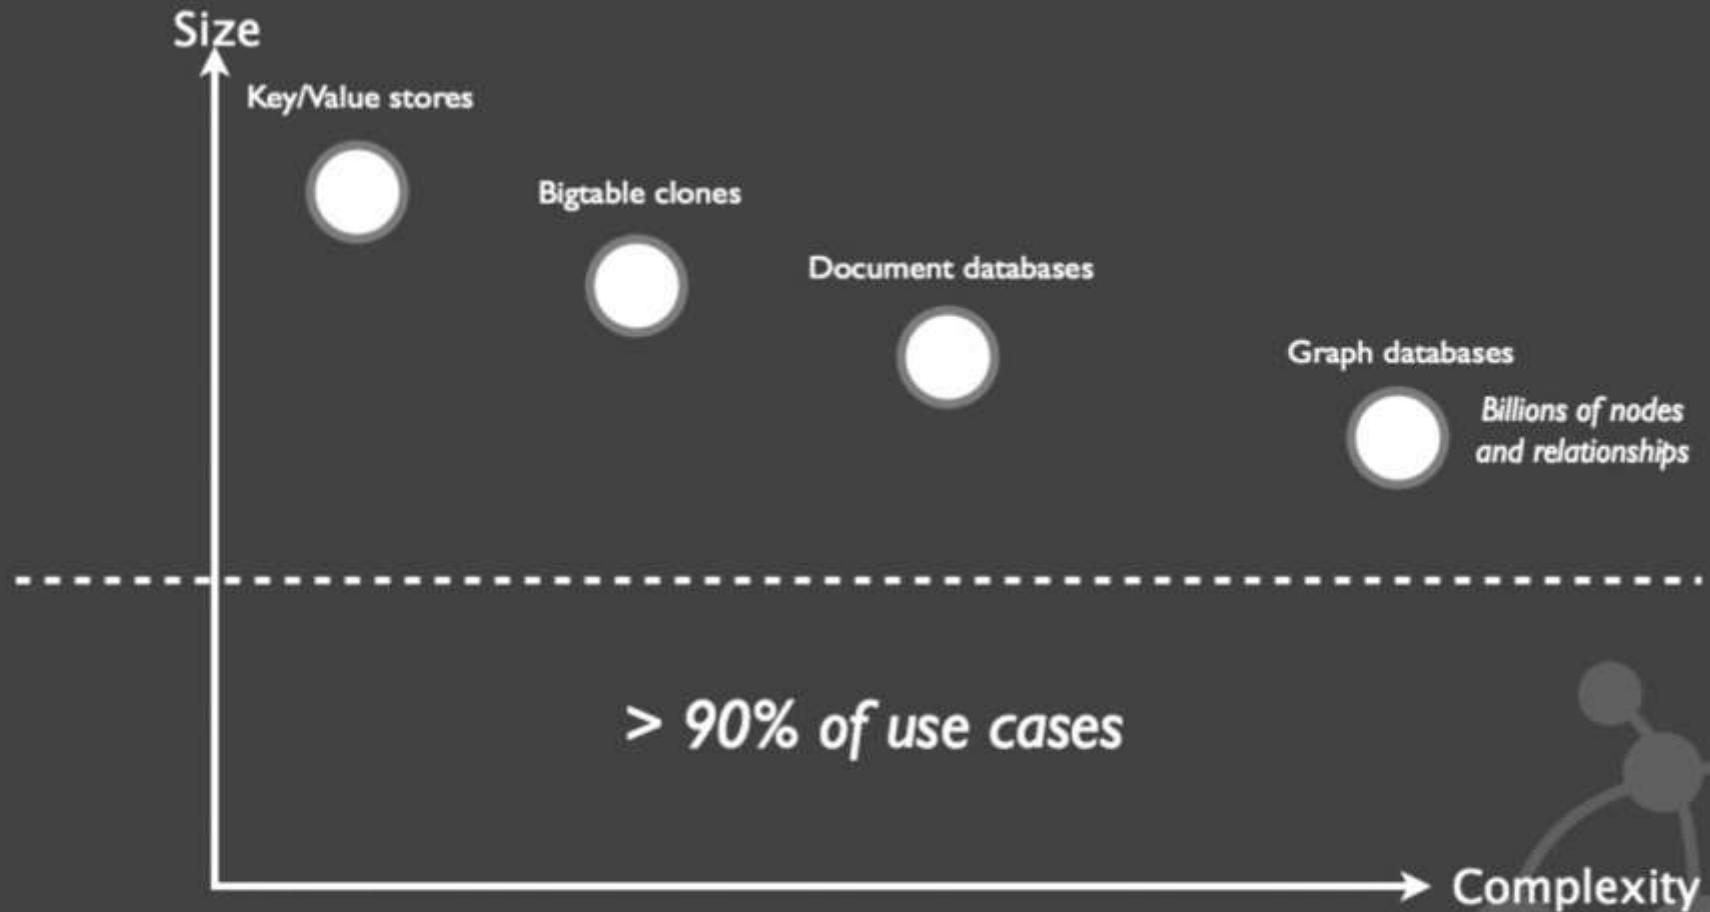 Size
Key/Value stores
Bigtable clones
Document databases
Graph databases
Billions of nodes
and relationships
> 90% of use cases
Complexity